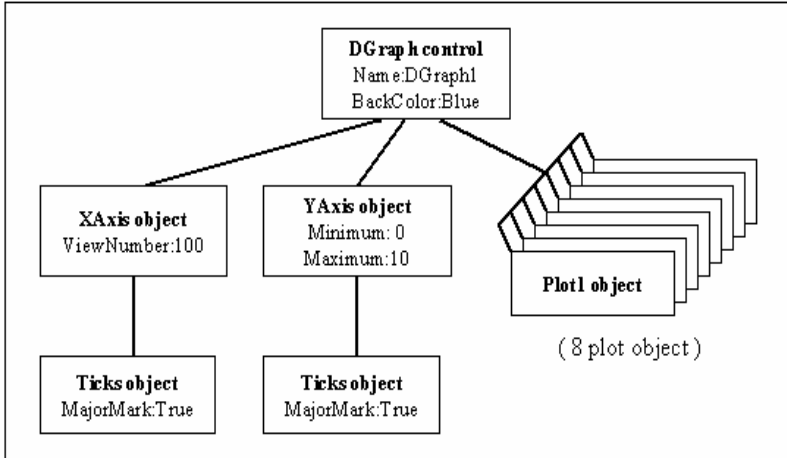 DGraph control
Name:DGraph1
BackColor:Blue
XAxis object
ViewNumber:100
YAxis object
Minimum: 0
Maximum:10
Plot1 object
( 8 plot object )
Ticks object
MajorMark:True
Ticks object
MajorMark:True